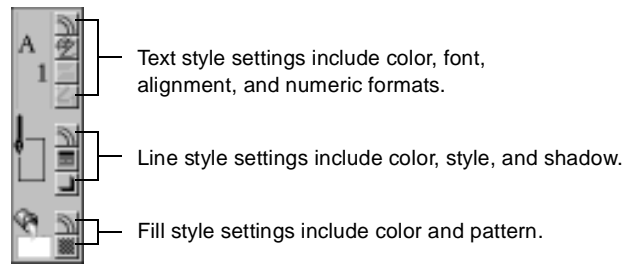 A
1
Text style settings include color, font,
alignment, and numeric formats.
Line style settings include color, style, and shadow.
Fill style settings include color and pattern.